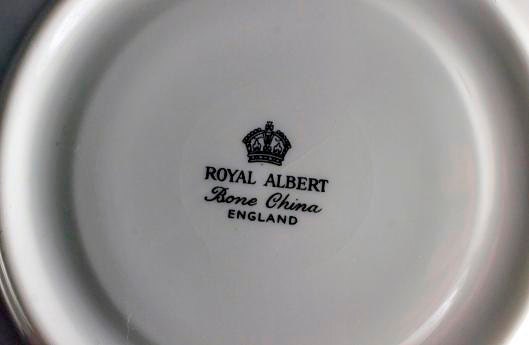 ROYAL ALBERT
Bone China
ENGLAND